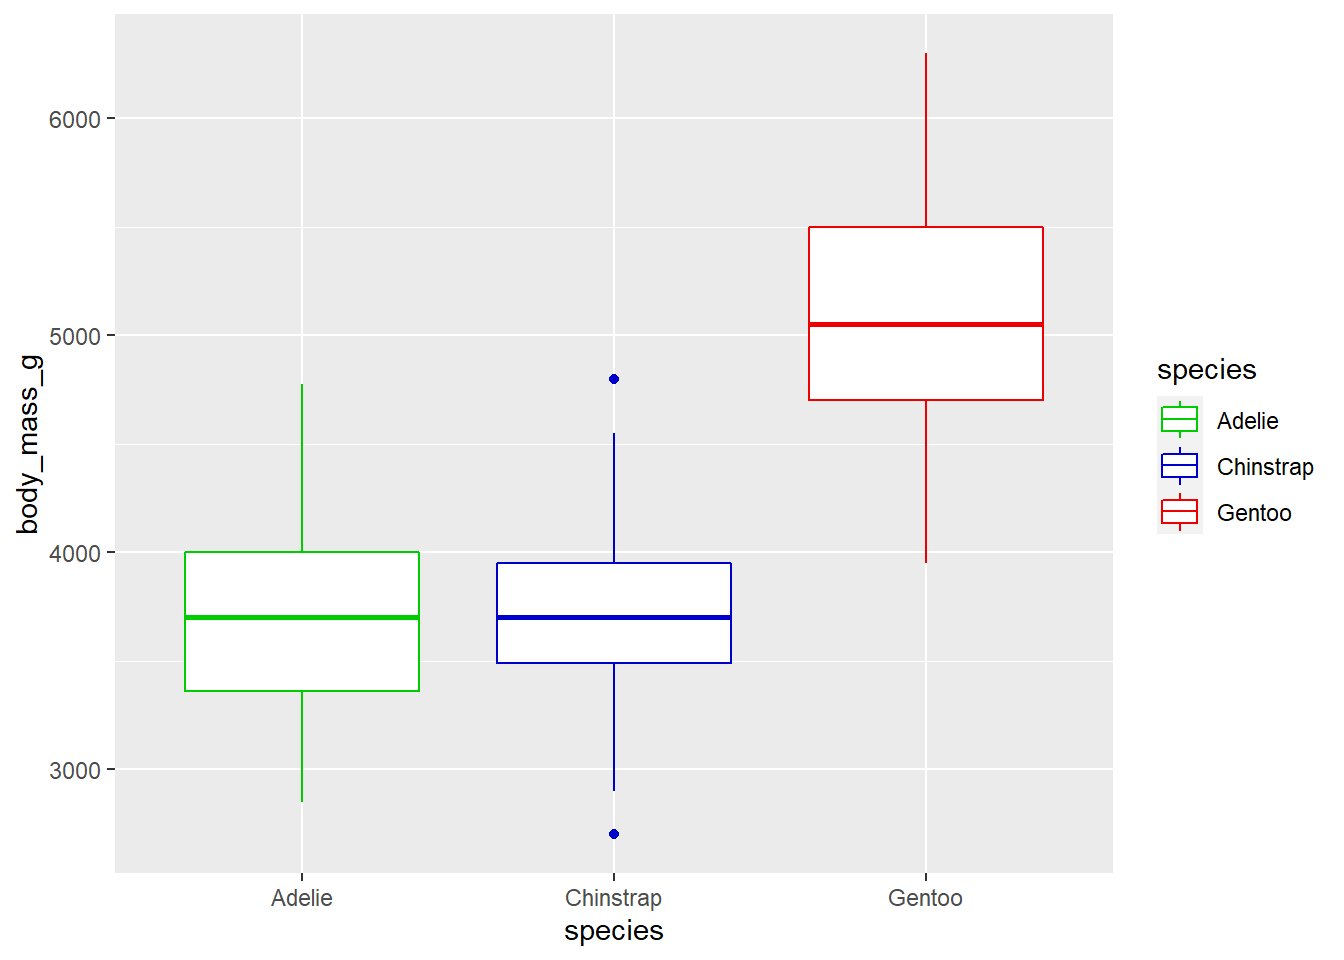 body_mass_g
6000
5000
4000
3000
Adelie
Chinstrap
Gentoo
species
species
Adelie
Chinstrap
Gentoo